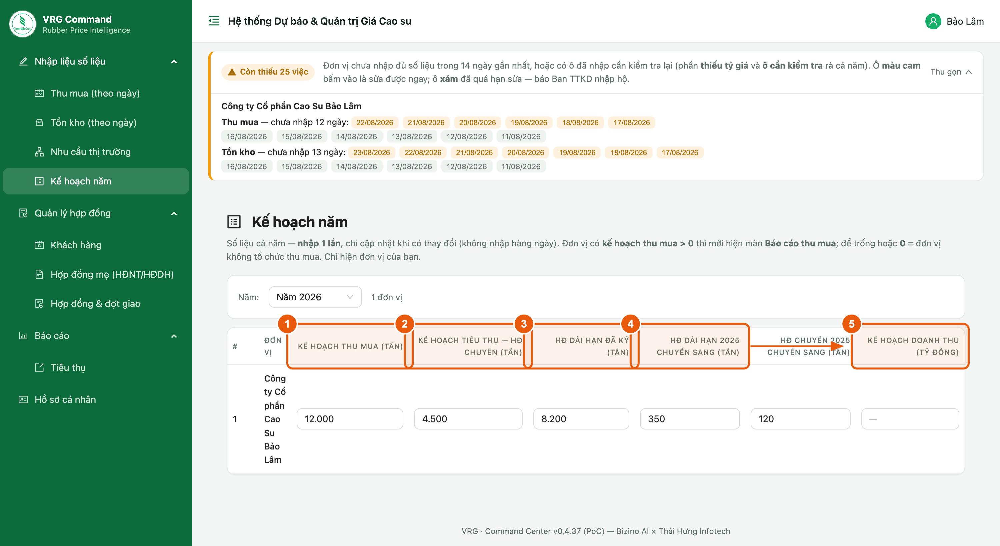 VRG Command
Rubber Price Intelligence
Nhập liệu số liệu
Thu mua (theo ngày)
Tồn kho (theo ngày)
Nhu cầu thị trường
Kế hoạch năm
Quản lý hợp đồng
Khách hàng
Hợp đồng mẹ (HĐNT/HĐDH)
Hợp đồng & đợt giao
Báo cáo
Tiêu thụ
Hồ sơ cá nhân
Hệ thống Dự báo & Quản trị Giá Cao su
Bảo Lâm
Còn thiếu 25 việc
Đơn vị chưa nhập đủ số liệu trong 14 ngày gần nhất, hoặc có ô đã nhập cần kiểm tra lại (phần thiếu tỷ giá và ô cần kiểm tra rà cả năm). Ô màu cam
bấm vào là sửa được ngay; ô xám đã quá hạn sửa — báo Ban TTKD nhập hộ.
Thu gọn
Công ty Cổ phần Cao Su Bảo Lâm
Thu mua — chưa nhập 12 ngày: 22/08/2026 21/08/2026 20/08/2026 19/08/2026 18/08/2026 17/08/2026
16/08/2026 15/08/2026 14/08/2026 13/08/2026 12/08/2026 11/08/2026
Tồn kho — chưa nhập 13 ngày: 23/08/2026 22/08/2026 21/08/2026 20/08/2026 19/08/2026 18/08/2026 17/08/2026
16/08/2026 15/08/2026 14/08/2026 13/08/2026 12/08/2026 11/08/2026
Kế hoạch năm
Số liệu cả năm — nhập 1 lần, chỉ cập nhật khi có thay đổi (không nhập hàng ngày). Đơn vị có kế hoạch thu mua > 0 thì mới hiện màn Báo cáo thu mua; để trống hoặc 0 = đơn vị
không tổ chức thu mua. Chỉ hiện đơn vị của bạn.
Năm: Năm 2026 1 đơn vị
1 2 3 4 5
#
ĐƠN
VỊ
KẾ HOẠCH THU MUA (TẤN)
KẾ HOẠCH TIÊU THỤ — HĐ
CHUYẾN (TẤN)
HĐ DÀI HẠN ĐÃ KÝ
(TẤN)
HĐ DÀI HẠN 2025
CHUYỂN SANG (TẤN)
HĐ CHUYẾN 2025
CHUYỂN SANG (TẤN)
KẾ HOẠCH DOANH THU
(TỶ ĐỒNG)
1
Công
ty Cổ
phần
Cao
Su
Bảo
Lâm
12.000 4.500 8.200 350 120 —
VRG · Command Center v0.4.37 (PoC) — Bizino AI × Thái Hưng Infotech